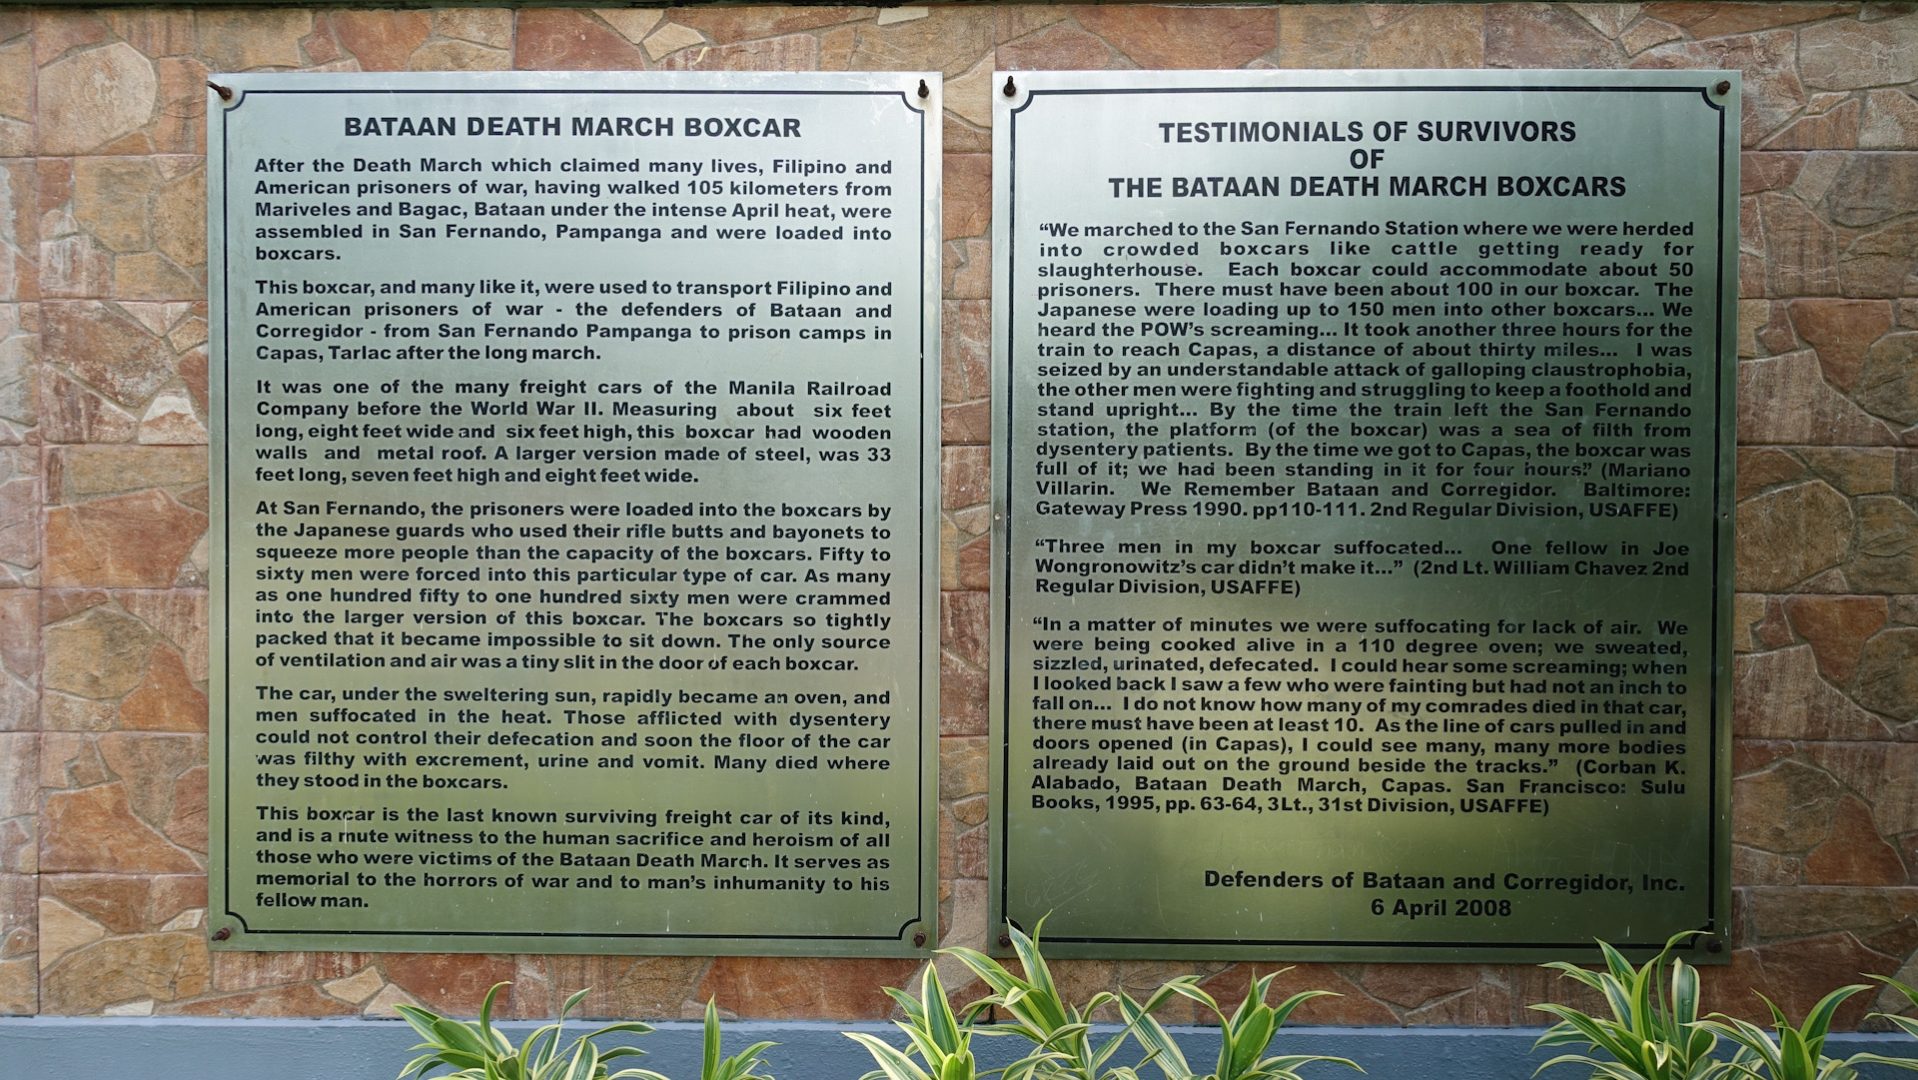 BATAAN DEATH MARCH BOXCAR
After the Death March which claimed many lives, Filipino and
American prisoners of war, having walked 105 kilometers from
Mariveles and Bagac, Bataan under the intense April heat, were
assembled in San Fernando, Pampanga and were loaded into
boxcars.
This boxcar, and many like it, were used to transport Filipino and
American prisoners of war - the defenders of Bataan and
Corregidor - from San Fernando Pampanga to prison camps in
Capas, Tarlac after the long march.
It was one of the many freight cars of the Manila Railroad
Company before the World War II. Measuring about six feet
long, eight feet wide and six feet high, this boxcar had wooden
walls and metal roof. A larger version made of steel, was 33
feet long, seven feet high and eight feet wide.
At San Fernando, the prisoners were loaded into the boxcars by
the Japanese guards who used their rifle butts and bayonets to
squeeze more people than the capacity of the boxcars. Fifty to
sixty men were forced into this particular type of car. As many
as one hundred fifty to one hundred sixty men were crammed
into the larger version of this boxcar. The boxcars so tightly
packed that it became impossible to sit down. The only source
of ventilation and air was a tiny slit in the door of each boxcar.
The car, under the sweltering sun, rapidly became an oven, and
men suffocated in the heat. Those afflicted with dysentery
could not control their defecation and soon the floor of the car
was filthy with excrement, urine and vomit. Many died where
they stood in the boxcars.
This boxcar is the last known surviving freight car of its kind,
and is a mute witness to the human sacrifice and heroism of all
those who were victims of the Bataan Death March. It serves as
memorial to the horrors of war and to man's inhumanity to his
fellow man.
TESTIMONIALS OF SURVIVORS
OF
THE BATAAN DEATH MARCH BOXCARS
“We marched to the San Fernando Station where we were herded
into crowded boxcars like cattle getting ready for
slaughterhouse. Each boxcar could accommodate about 50
prisoners. There must have been about 100 in our boxcar. The
Japanese were loading up to 150 men into other boxcars... We
heard the POW's screaming... It took another three hours for the
train to reach Capas, a distance of about thirty miles... I was
seized by an understandable attack of galloping claustrophobia,
the other men were fighting and struggling to keep a foothold and
stand upright... By the time the train left the San Fernando
station, the platform (of the boxcar) was a sea of filth from
dysentery patients. By the time we got to Capas, the boxcar was
full of it; we had been standing in it for four hours.” (Mariano
Villarin. We Remember Bataan and Corregidor. Baltimore:
Gateway Press 1990. pp110-111. 2nd Regular Division, USAFFE)
“Three men in my boxcar suffocated... One fellow in Joe
Wongronowitz's car didn't make it...” (2nd Lt. William Chavez 2nd
Regular Division, USAFFE)
“In a matter of minutes we were suffocating for lack of air. We
were being cooked alive in a 110 degree oven; we sweated,
sizzled, urinated, defecated. I could hear some screaming; when
I looked back I saw a few who were fainting but had not an inch to
fall on... I do not know how many of my comrades died in that car,
there must have been at least 10. As the line of cars pulled in and
doors opened (in Capas), I could see many, many more bodies
already laid out on the ground beside the tracks.” (Corban K.
Alabado, Bataan Death March, Capas. San Francisco: Sulu
Books, 1995, pp. 63-64, 3Lt., 31st Division, USAFFE)
Defenders of Bataan and Corregidor, Inc.
6 April 2008